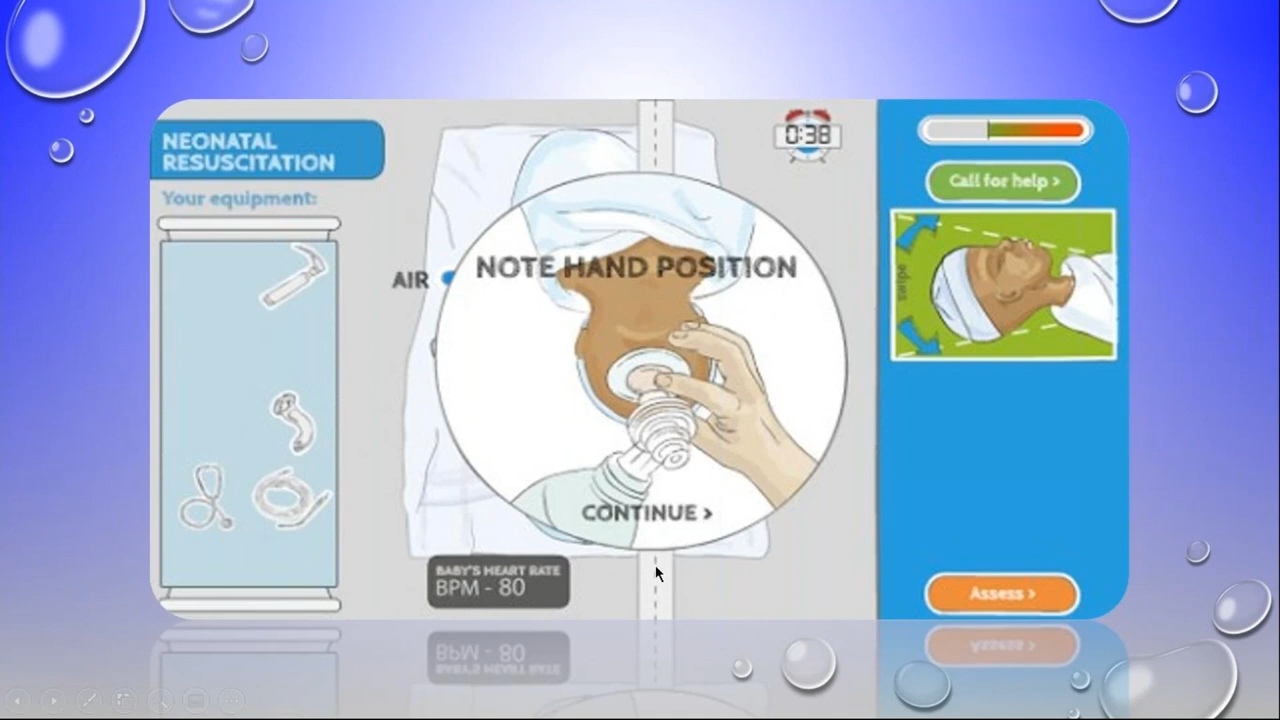 NEONATAL
RESUSCITATION
Your equipment:
0:38
Call for help >
AIR
NOTE HAND POSITION
CONTINUE >
BABY'S HEART RATE
BPM - 80
Assess >